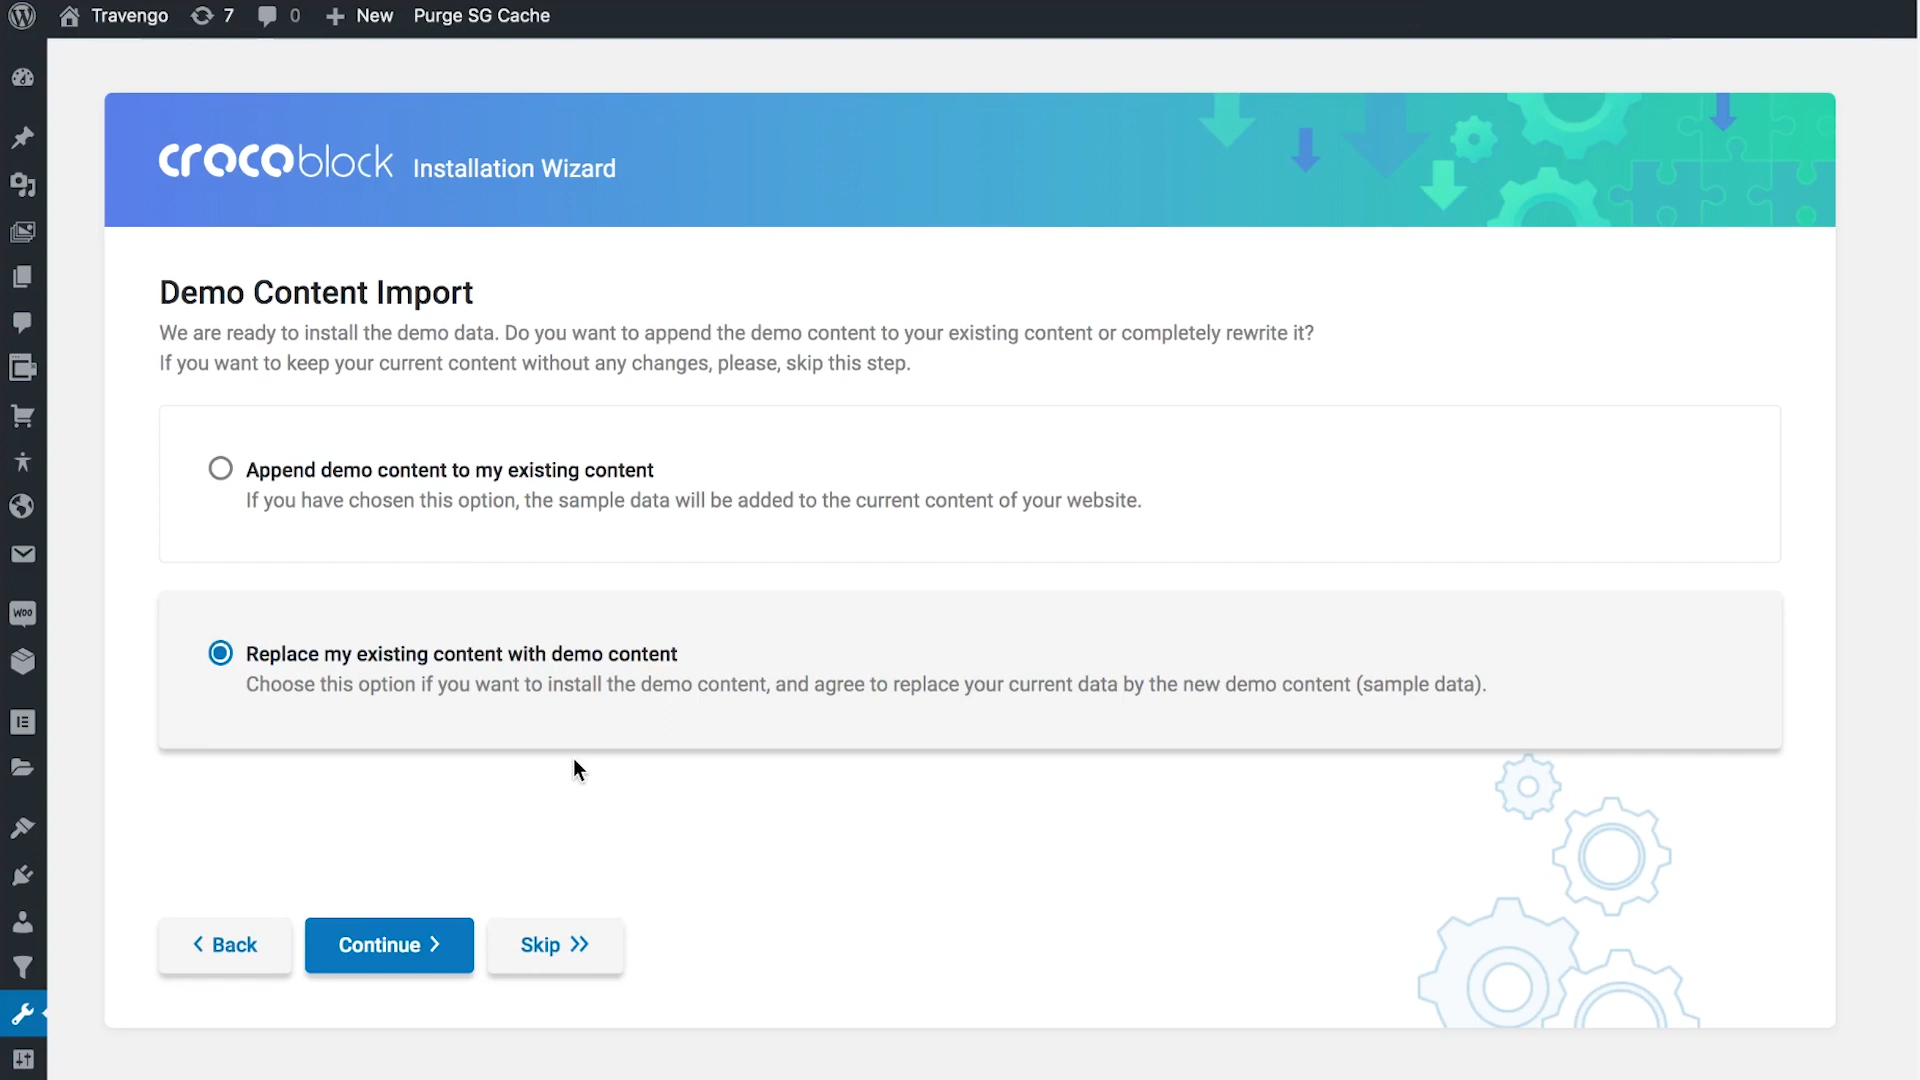 Travengo 7 0 New Purge SG Cache
crocoblock Installation Wizard
Demo Content Import
We are ready to install the demo data. Do you want to append the demo content to your existing content or completely rewrite it?
If you want to keep your current content without any changes, please, skip this step.
Append demo content to my existing content
If you have chosen this option, the sample data will be added to the current content of your website.
woo
Replace my existing content with demo content
Choose this option if you want to install the demo content, and agree to replace your current data by the new demo content (sample data).
Back Continue Skip